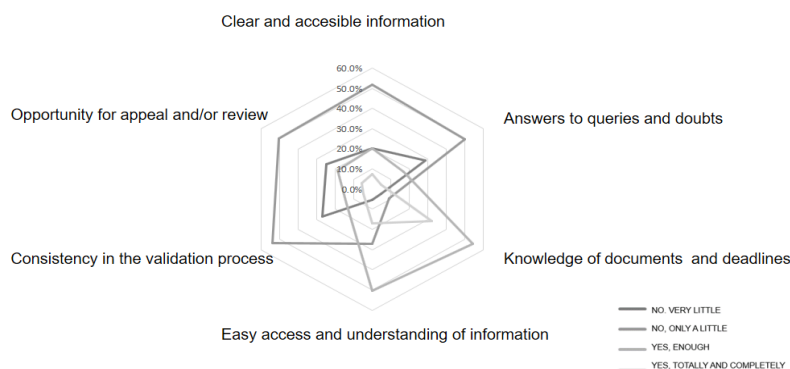 Clear and accesible information
60.0%
50.0%
40.0%
30.0%
20.0%
10.0%
0.0%
Opportunity for appeal and/or review
Answers to queries and doubts
Consistency in the validation process
Knowledge of documents and deadlines
Easy access and understanding of information
NO. VERY LITTLE
NO, ONLY A LITTLE
YES, ENOUGH
YES, TOTALLY AND COMPLETELY